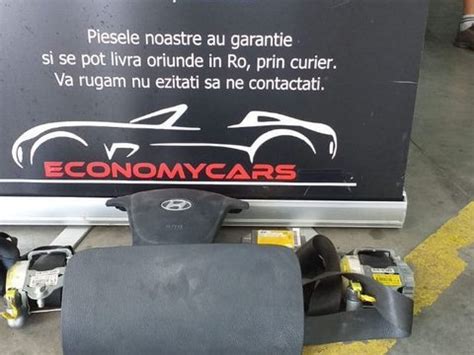 Piesele noastre au garantie
si se pot livra oriunde in Ro, prin curier.
Va rugam nu ezitati sa ne contactati.
ECONOMYCARS